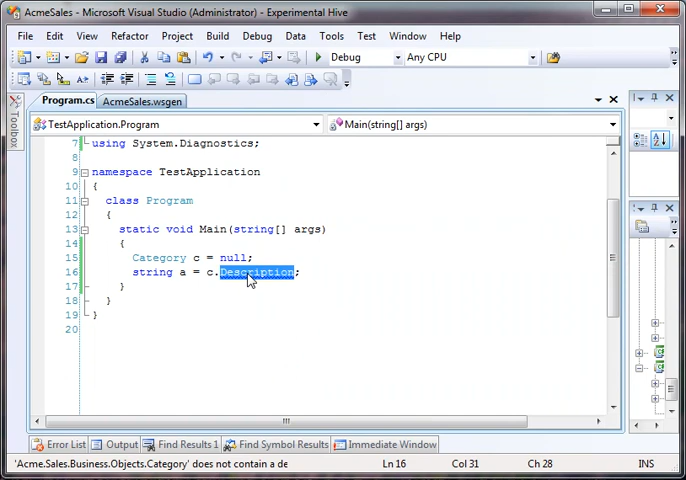 AcmeSales - Microsoft Visual Studio (Administrator) - Experimental Hive
File Edit View Refactor Project Build Debug Data Tools Test Window Help
Debug Any CPU
Program.cs AcmeSales.wsgen
Toolbox
TestApplication.Program Main(string[] args)
7 using System.Diagnostics;
8
9 namespace TestApplication
10 {
11 class Program
12 {
13 static void Main(string[] args)
14 {
15 Category c = null;
16 string a = c.Description;
17 }
18 }
19 }
20
Error List Output Find Results 1 Find Symbol Results Immediate Window
'Acme.Sales.Business.Objects.Category' does not contain a de Ln 16 Col 31 Ch 28 INS